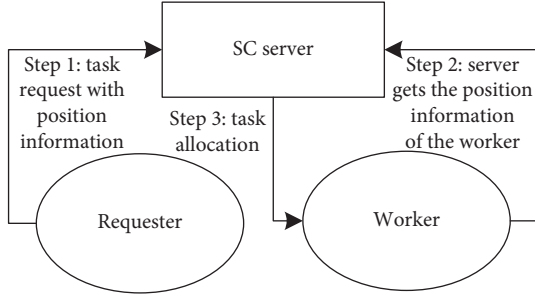 SC server
Step 1: task
request with
position
information
Step 3: task
allocation
Step 2: server
gets the position
information
of the worker
Requester
Worker